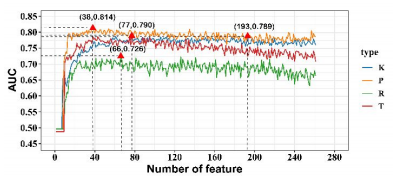 (38,0.814)
(77,0.790)
(193,0.789)
(66,0.726)
AUC
0.85
0.80
0.75
0.70
0.65
0.60
0.55
0.50
0.45
0 40 80 120 160 200 240 280
Number of feature
type
K
P
R
T